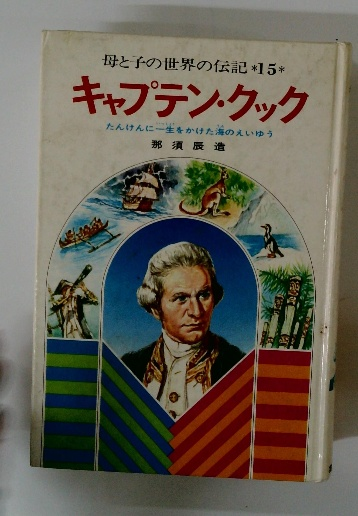 母と子の世界の伝記*15*
キャプテン・クック
たんけんに一生をかけた海のえいゆう
那須辰造